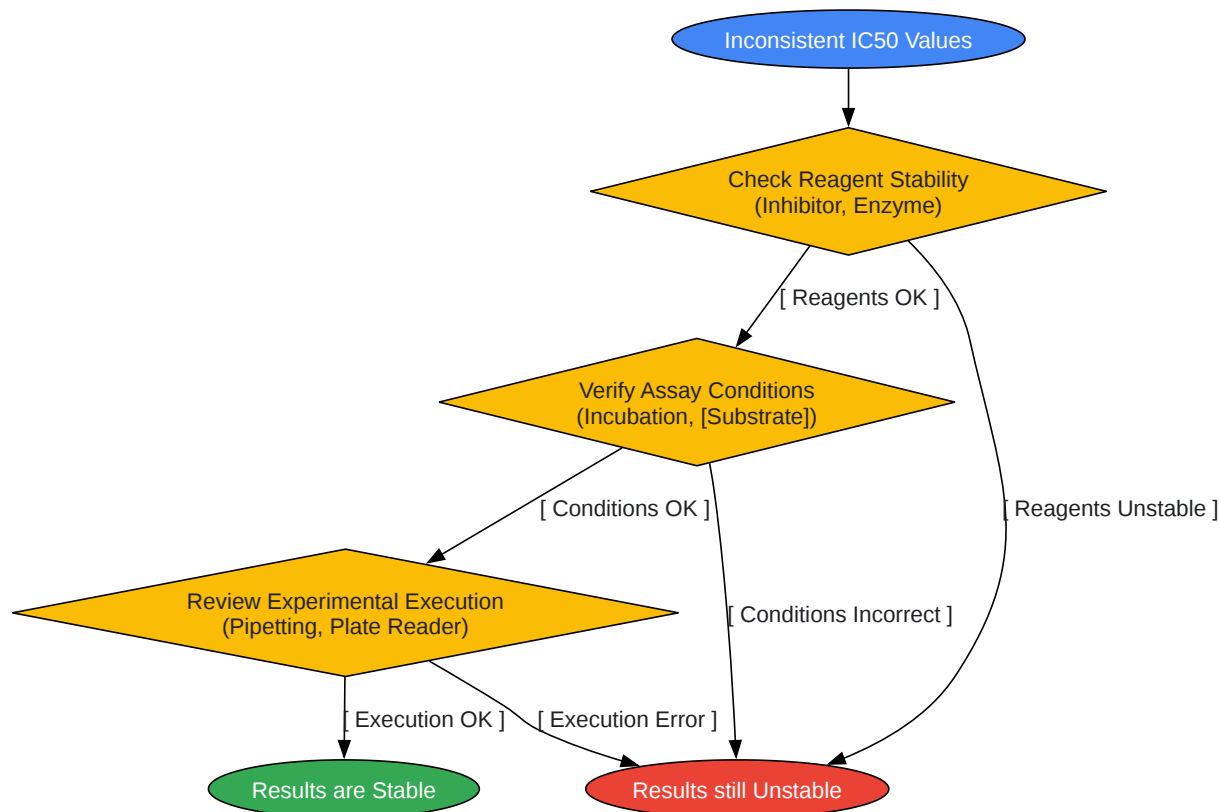 Inconsistent IC50 Values
Check Reagent Stability
(Inhibitor, Enzyme)
[ Reagents OK ]
Verify Assay Conditions
(Incubation, [Substrate])
[ Conditions OK ]
[ Reagents Unstable ]
Review Experimental Execution
(Pipetting, Plate Reader)
[ Conditions Incorrect ]
[ Execution OK ]
[ Execution Error ]
Results are Stable
Results still Unstable